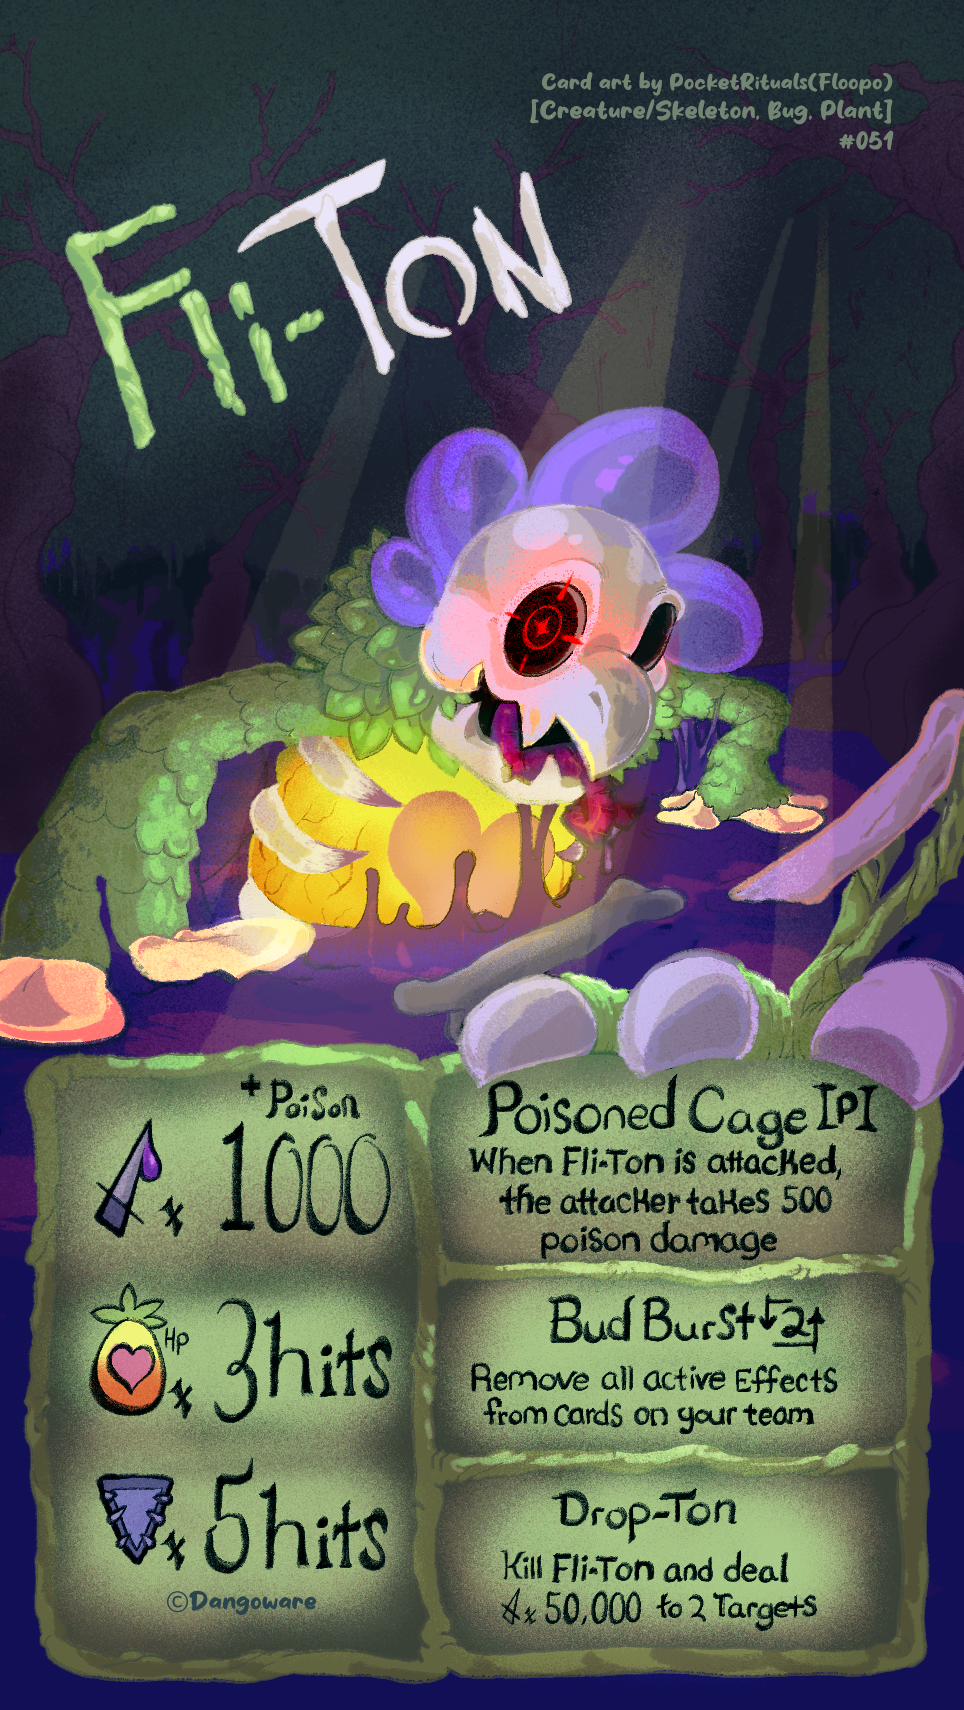 Card art by PocketRituals(Floopo)
[Creature/Skeleton, Bug, Plant]
#051
Fli-Ton
+Poison
x 1000
HP
x 3hits
x 5hits
©Dangoware
Poisoned Cage [P]
When Fli-Ton is attacked,
the attacker takes 500
poison damage
Bud Burst ↓2↑
Remove all active Effects
from cards on your team
Drop-Ton
Kill Fli-Ton and deal
x 50,000 to 2 Targets